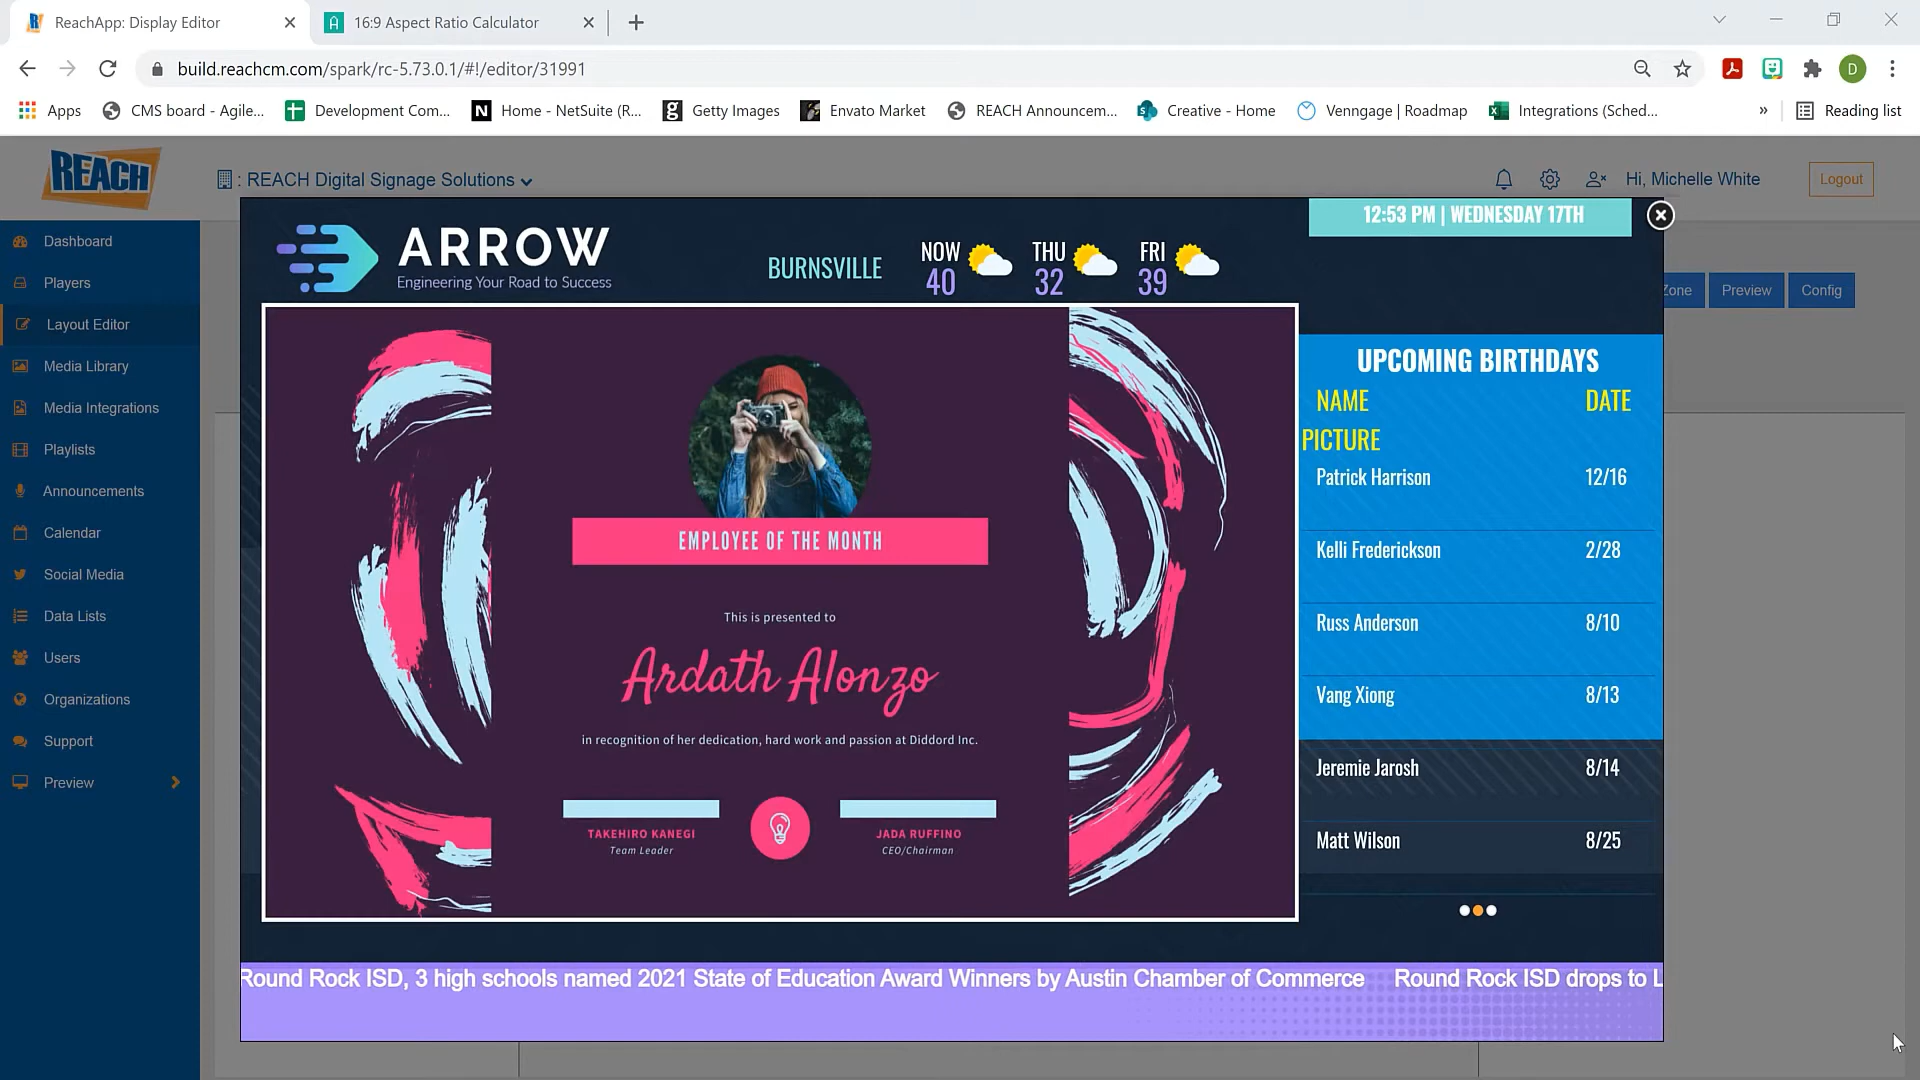 ReachApp: Display Editor
16:9 Aspect Ratio Calculator
build.reachcm.com/spark/rc-5.73.0.1/#!/editor/31991
D
Apps
CMS board - Agile...
Development Com...
Home - NetSuite (R...
Getty Images
Envato Market
REACH Announcem...
Creative - Home
Venngage | Roadmap
Integrations (Sched...
»
Reading list
REACH
: REACH Digital Signage Solutions
Hi, Michelle White
Logout
Dashboard
Players
Layout Editor
Media Library
Media Integrations
Playlists
Announcements
Calendar
Social Media
Data Lists
Users
Organizations
Support
Preview
Zone
Preview
Config
ARROW
Engineering Your Road to Success
BURNSVILLE
NOW
40
THU
32
FRI
39
12:53 PM | WEDNESDAY 17TH
EMPLOYEE OF THE MONTH
This is presented to
Ardath Alonzo
in recognition of her dedication, hard work and passion at Diddord Inc.
TAKEHIRO KANEGI
Team Leader
JADA RUFFINO
CEO/Chairman
UPCOMING BIRTHDAYS
NAME DATE
PICTURE
Patrick Harrison 12/16
Kelli Frederickson 2/28
Russ Anderson 8/10
Vang Xiong 8/13
Jeremie Jarosh 8/14
Matt Wilson 8/25
Round Rock ISD, 3 high schools named 2021 State of Education Award Winners by Austin Chamber of Commerce Round Rock ISD drops to L